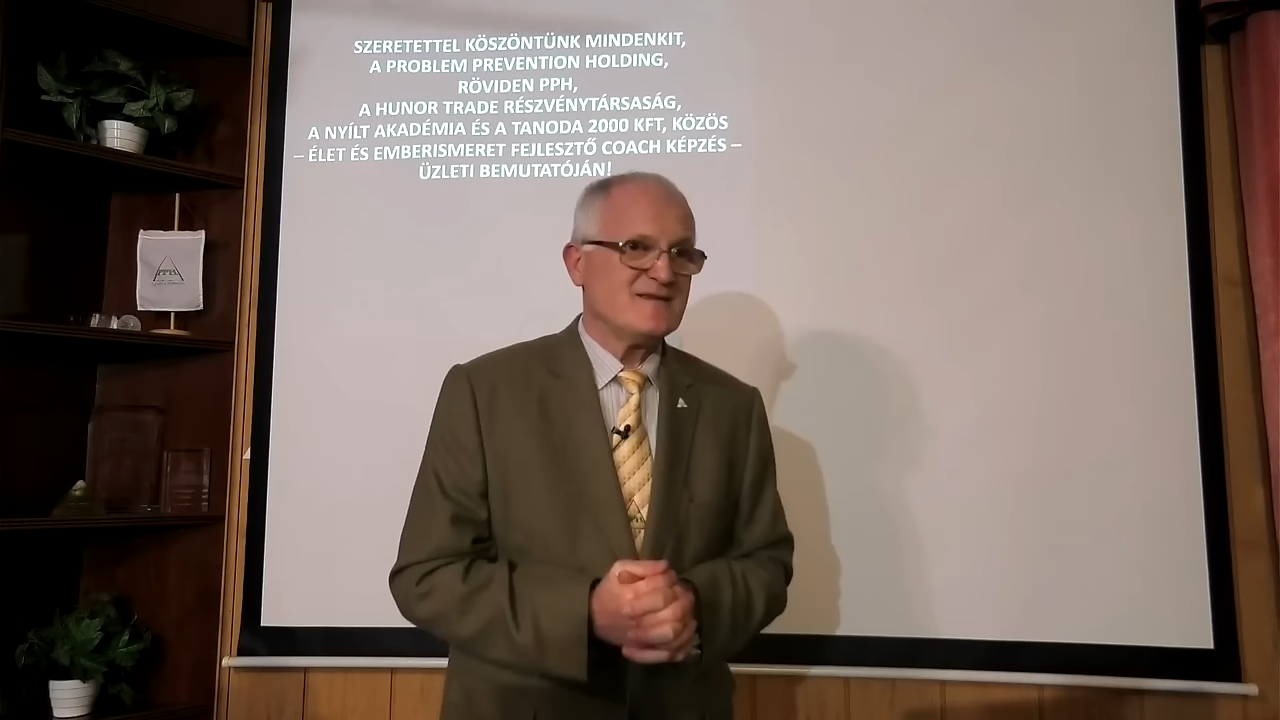 SZERETETTEL KÖSZÖNTÜNK MINDENKIT,
A PROBLEM PREVENTION HOLDING,
RÖVIDEN PPH,
A HUNOR TRADE RÉSZVÉNYTÁRSASÁG,
A NYÍLT AKADÉMIA ÉS A TANODA 2000 KFT, KÖZÖS
– ÉLET ÉS EMBERISMERET FEJLESZTŐ COACH KÉPZÉS –
ÜZLETI BEMUTATÓJÁN!